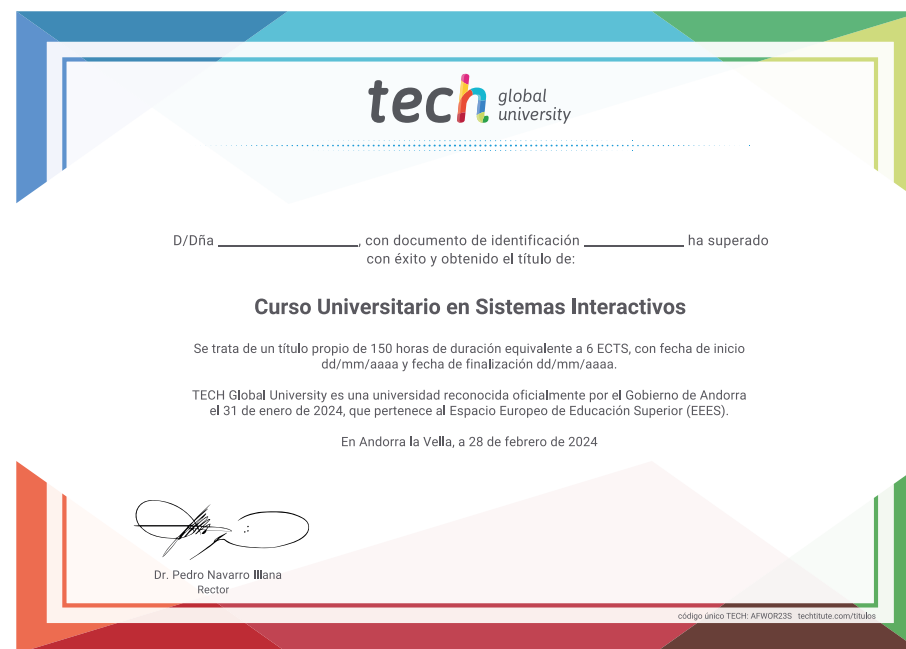 tech global university
D/Dña ________________, con documento de identificación ____________ ha superado
con éxito y obtenido el título de:
Curso Universitario en Sistemas Interactivos
Se trata de un título propio de 150 horas de duración equivalente a 6 ECTS, con fecha de inicio
dd/mm/aaaa y fecha de finalización dd/mm/aaaa.
TECH Global University es una universidad reconocida oficialmente por el Gobierno de Andorra
el 31 de enero de 2024, que pertenece al Espacio Europeo de Educación Superior (EEES).
En Andorra la Vella, a 28 de febrero de 2024
Dr. Pedro Navarro Illana
Rector
código único TECH: AFWOR23S techtitute.com/titulos